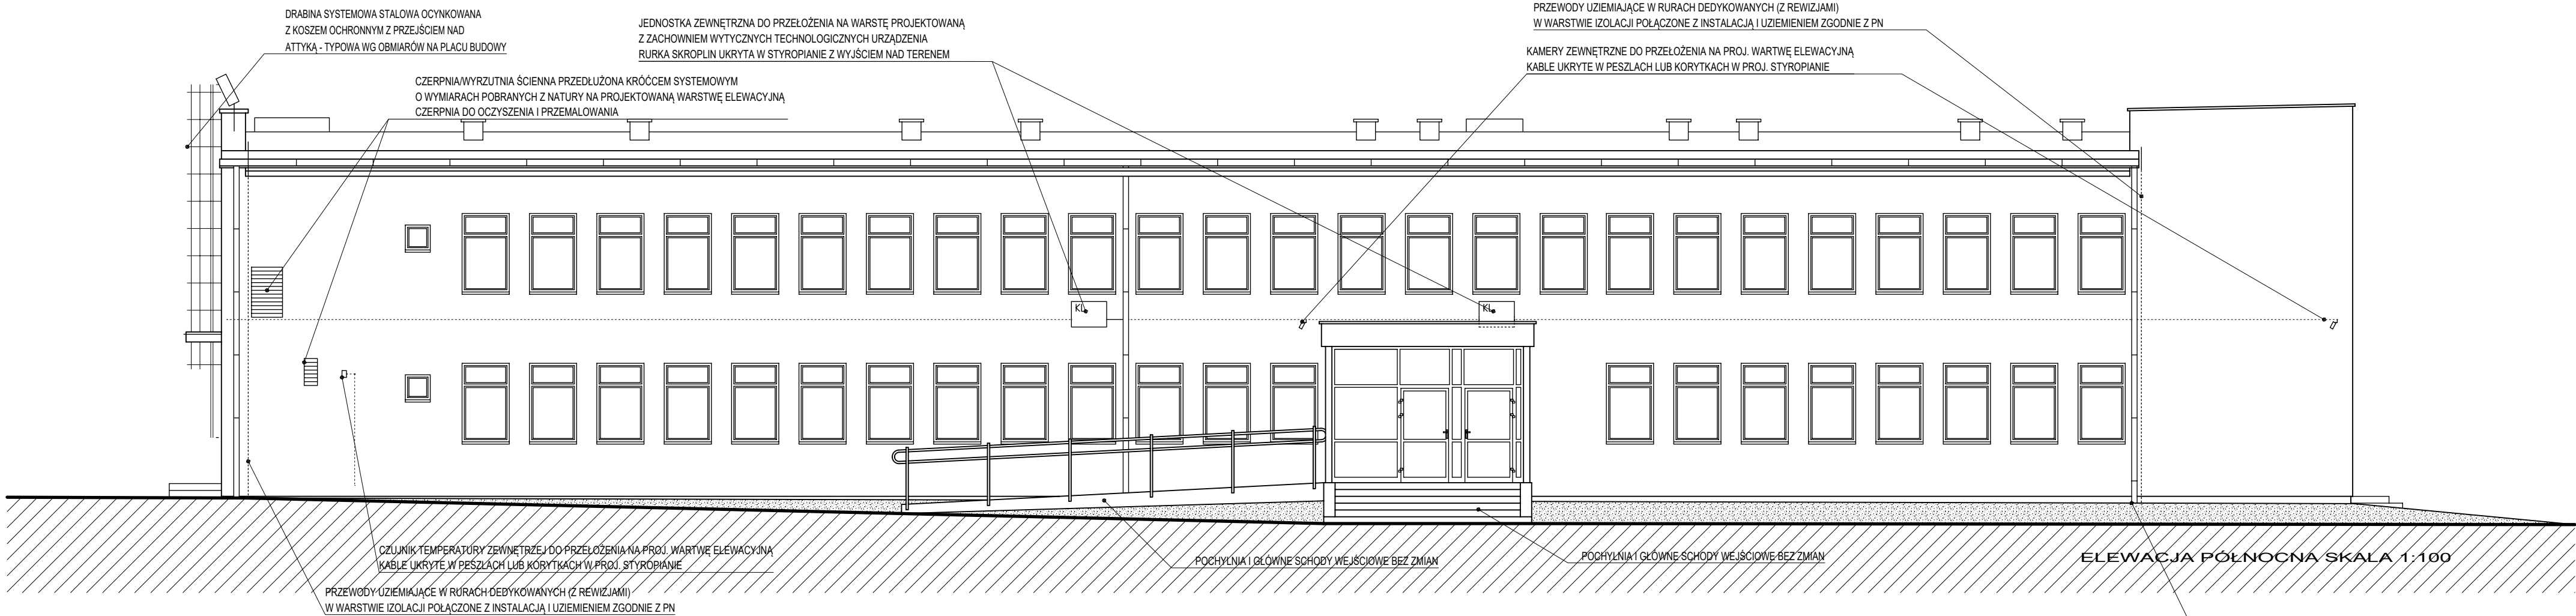 DRABINA SYSTEMOWA STALOWA OCYNKOWANA
Z KOSZEM OCHRONNYM Z PRZEJŚCIEM NAD
ATTYKĄ - TYPOWA WG OBMIARÓW NA PLACU BUDOWY
JEDNOSTKA ZEWNĘTRZNA DO PRZEŁOŻENIA NA WARSTĘ PROJEKTOWANĄ
Z ZACHOWNIEM WYTYCZNYCH TECHNOLOGICZNYCH URZĄDZENIA
RURKA SKROPLIN UKRYTA W STYROPIANIE Z WYJŚCIEM NAD TERENEM
PRZEWODY UZIEMIAJĄCE W RURACH DEDYKOWANYCH (Z REWIZJAMI)
W WARSTWIE IZOLACJI POŁĄCZONE Z INSTALACJĄ I UZIEMIENIEM ZGODNIE Z PN
KAMERY ZEWNĘTRZNE DO PRZEŁOŻENIA NA PROJ. WARTWĘ ELEWACYJNĄ
KABLE UKRYTE W PESZLACH LUB KORYTKACH W PROJ. STYROPIANIE
CZERPNIA/WYRZUTNIA ŚCIENNA PRZEDŁUŻONA KRÓĆCEM SYSTEMOWYM
O WYMIARACH POBRANYCH Z NATURY NA PROJEKTOWANĄ WARSTWĘ ELEWACYJNĄ
CZERPNIA DO OCZYSZENIA I PRZEMALOWANIA
KL
KL
CZUJNIK TEMPERATURY ZEWNĘTRZEJ DO PRZEŁOŻENIA NA PROJ. WARTWĘ ELEWACYJNĄ
KABLE UKRYTE W PESZLACH LUB KORYTKACH W PROJ. STYROPIANIE
POCHYLNIA I GŁÓWNE SCHODY WEJŚCIOWE BEZ ZMIAN
POCHYLNIA I GŁÓWNE SCHODY WEJŚCIOWE BEZ ZMIAN
ELEWACJA PÓŁNOCNA SKALA 1:100
PRZEWODY UZIEMIAJĄCE W RURACH DEDYKOWANYCH (Z REWIZJAMI)
W WARSTWIE IZOLACJI POŁĄCZONE Z INSTALACJĄ I UZIEMIENIEM ZGODNIE Z PN